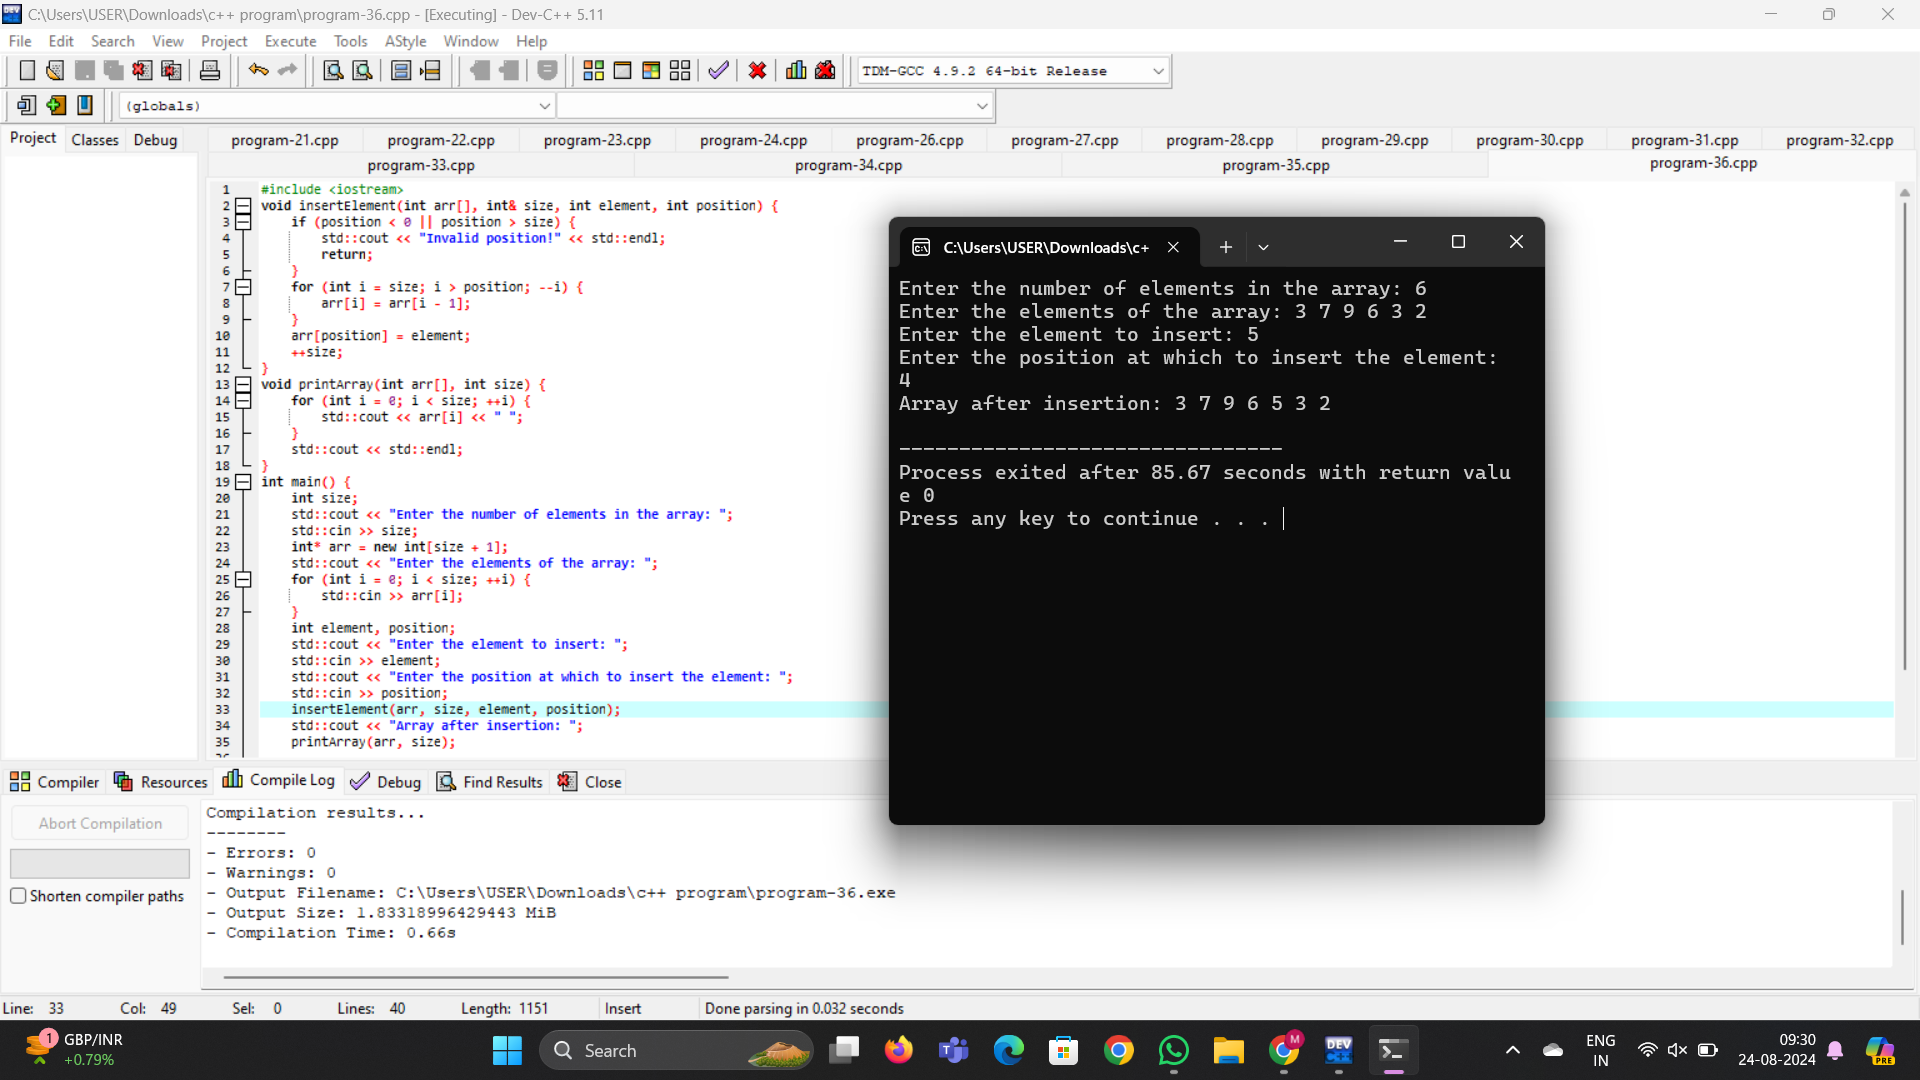 C:\Users\USER\Downloads\c++ program\program-36.cpp - [Executing] - Dev-C++ 5.11
File Edit Search View Project Execute Tools AStyle Window Help
TDM-GCC 4.9.2 64-bit Release
(globals)
Project Classes Debug
program-21.cpp program-22.cpp program-23.cpp program-24.cpp program-26.cpp program-27.cpp program-28.cpp program-29.cpp program-30.cpp program-31.cpp program-32.cpp
program-33.cpp program-34.cpp program-35.cpp program-36.cpp
1 #include <iostream>
2 void insertElement(int arr[], int& size, int element, int position) {
3 if (position < 0 || position > size) {
4 std::cout << "Invalid position!" << std::endl;
5 return;
6 }
7 for (int i = size; i > position; --i) {
8 arr[i] = arr[i - 1];
9 }
10 arr[position] = element;
11 ++size;
12 }
13 void printArray(int arr[], int size) {
14 for (int i = 0; i < size; ++i) {
15 std::cout << arr[i] << " ";
16 }
17 std::cout << std::endl;
18 }
19 int main() {
20 int size;
21 std::cout << "Enter the number of elements in the array: ";
22 std::cin >> size;
23 int* arr = new int[size + 1];
24 std::cout << "Enter the elements of the array: ";
25 for (int i = 0; i < size; ++i) {
26 std::cin >> arr[i];
27 }
28 int element, position;
29 std::cout << "Enter the element to insert: ";
30 std::cin >> element;
31 std::cout << "Enter the position at which to insert the element: ";
32 std::cin >> position;
33 insertElement(arr, size, element, position);
34 std::cout << "Array after insertion: ";
35 printArray(arr, size);
C:\Users\USER\Downloads\c+
Enter the number of elements in the array: 6
Enter the elements of the array: 3 7 9 6 3 2
Enter the element to insert: 5
Enter the position at which to insert the element:
4
Array after insertion: 3 7 9 6 5 3 2
--------------------------------
Process exited after 85.67 seconds with return valu
e 0
Press any key to continue . . .
Compiler Resources Compile Log Debug Find Results Close
Abort Compilation
Shorten compiler paths
Compilation results...
--------
- Errors: 0
- Warnings: 0
- Output Filename: C:\Users\USER\Downloads\c++ program\program-36.exe
- Output Size: 1.83318996429443 MiB
- Compilation Time: 0.66s
Line: 33 Col: 49 Sel: 0 Lines: 40 Length: 1151 Insert Done parsing in 0.032 seconds
1
GBP/INR
+0.79%
Search
DEV
M
PRE
ENG
IN
09:30
24-08-2024